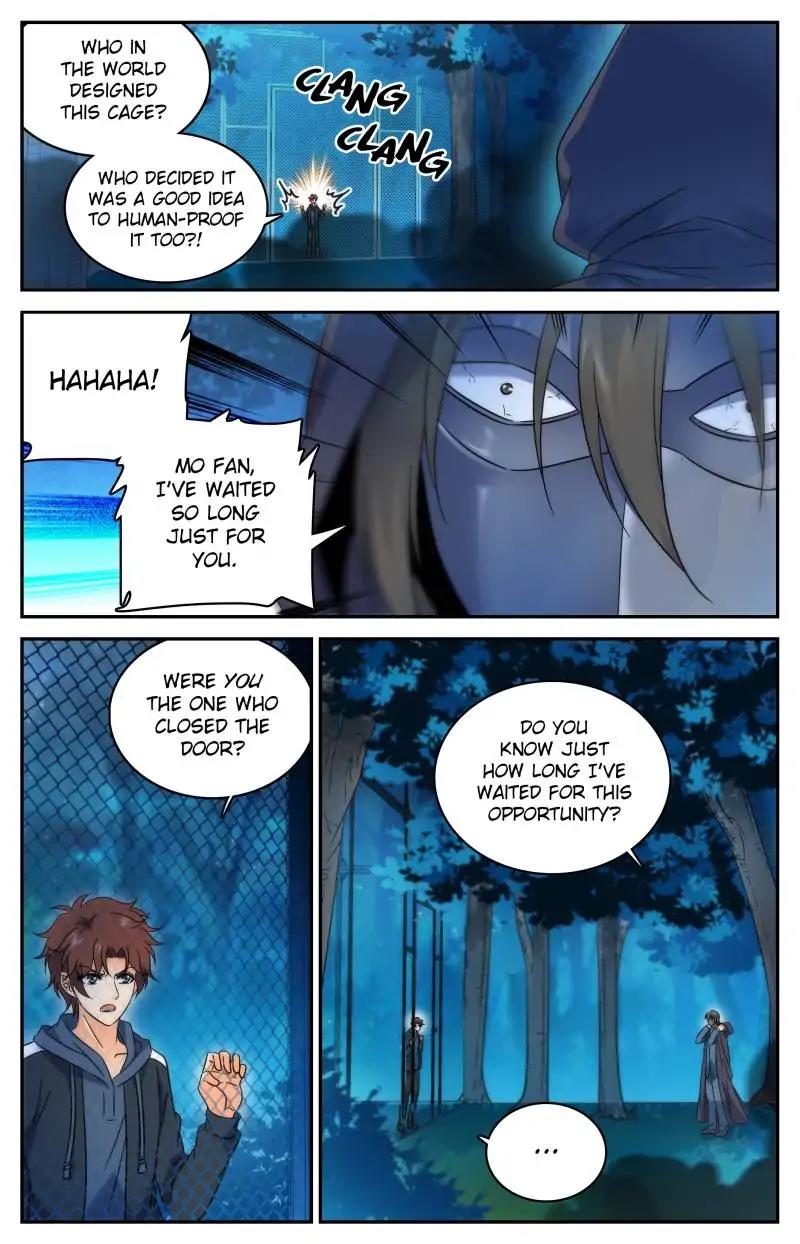 WHO IN
THE WORLD
DESIGNED
THIS CAGE?
CLANG
CLANG
WHO DECIDED IT
WAS A GOOD IDEA
TO HUMAN-PROOF
IT TOO?!
HAHAHA!
MO FAN,
I'VE WAITED
SO LONG
JUST FOR
YOU.
WERE YOU
THE ONE WHO
CLOSED THE
DOOR?
DO YOU
KNOW JUST
HOW LONG I'VE
WAITED FOR THIS
OPPORTUNITY?
...